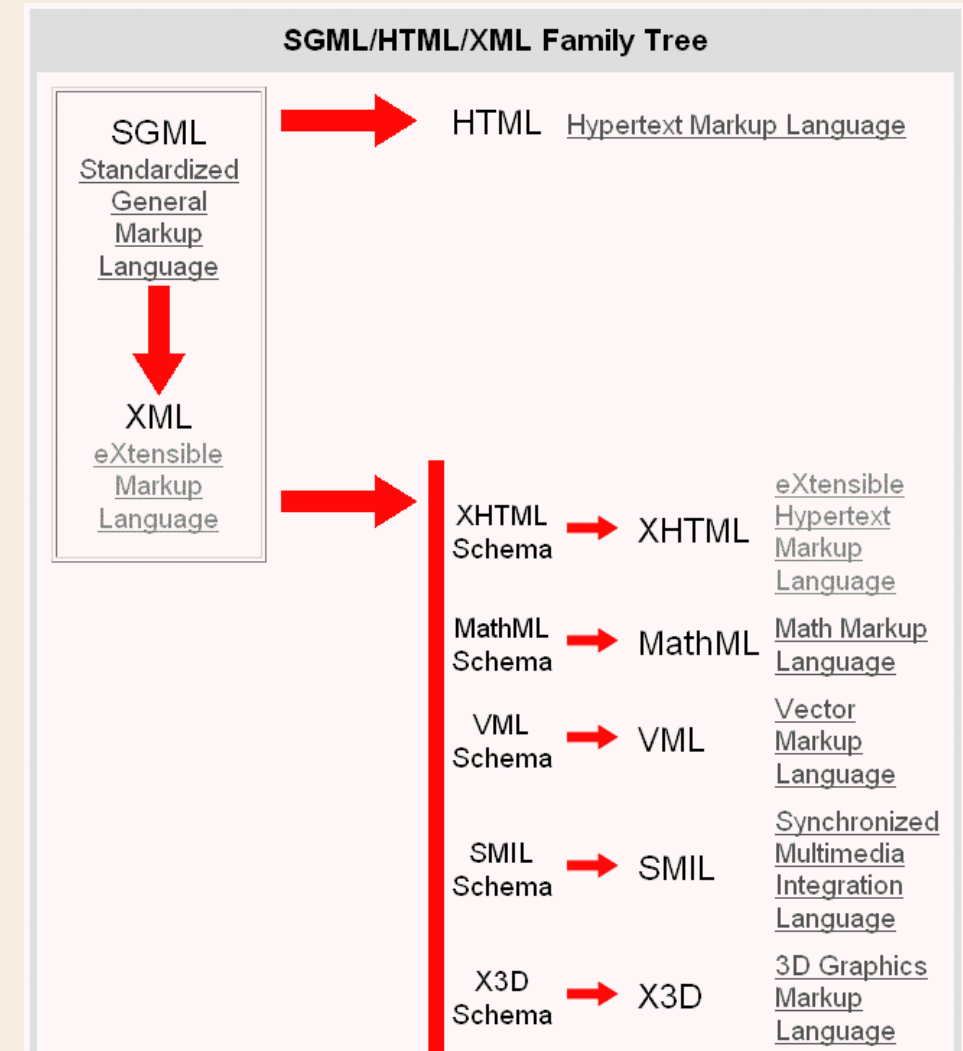 SGML/HTML/XML Family Tree
SGML
Standardized
General
Markup
Language
HTML Hypertext Markup Language
XML
eXtensible
Markup
Language
XHTML
Schema
XHTML
eXtensible
Hypertext
Markup
Language
MathML
Schema
MathML
Math Markup
Language
VML
Schema
VML
Vector
Markup
Language
SMIL
Schema
SMIL
Synchronized
Multimedia
Integration
Language
X3D
Schema
X3D
3D Graphics
Markup
Language